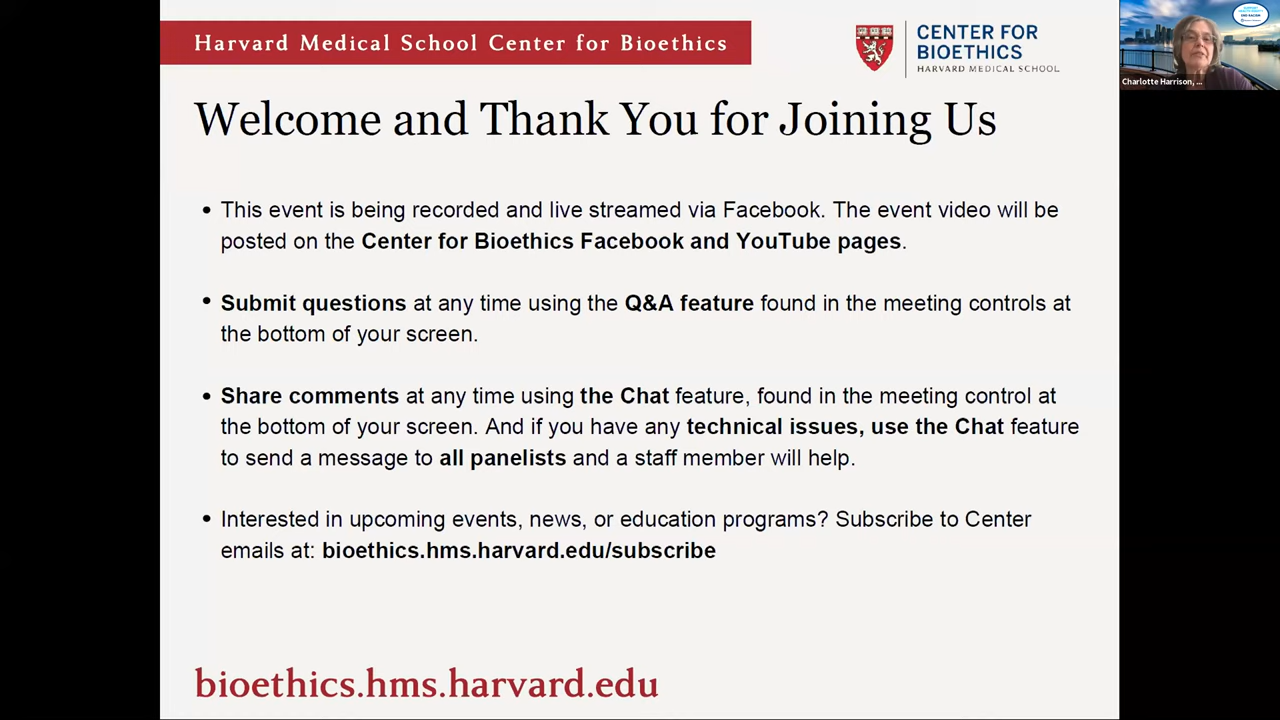 Harvard Medical School Center for Bioethics
CENTER FOR
BIOETHICS
HARVARD MEDICAL SCHOOL
Charlotte Harrison, ...
Welcome and Thank You for Joining Us
• This event is being recorded and live streamed via Facebook. The event video will be
posted on the Center for Bioethics Facebook and YouTube pages.
• Submit questions at any time using the Q&A feature found in the meeting controls at
the bottom of your screen.
• Share comments at any time using the Chat feature, found in the meeting control at
the bottom of your screen. And if you have any technical issues, use the Chat feature
to send a message to all panelists and a staff member will help.
• Interested in upcoming events, news, or education programs? Subscribe to Center
emails at: bioethics.hms.harvard.edu/subscribe
bioethics.hms.harvard.edu